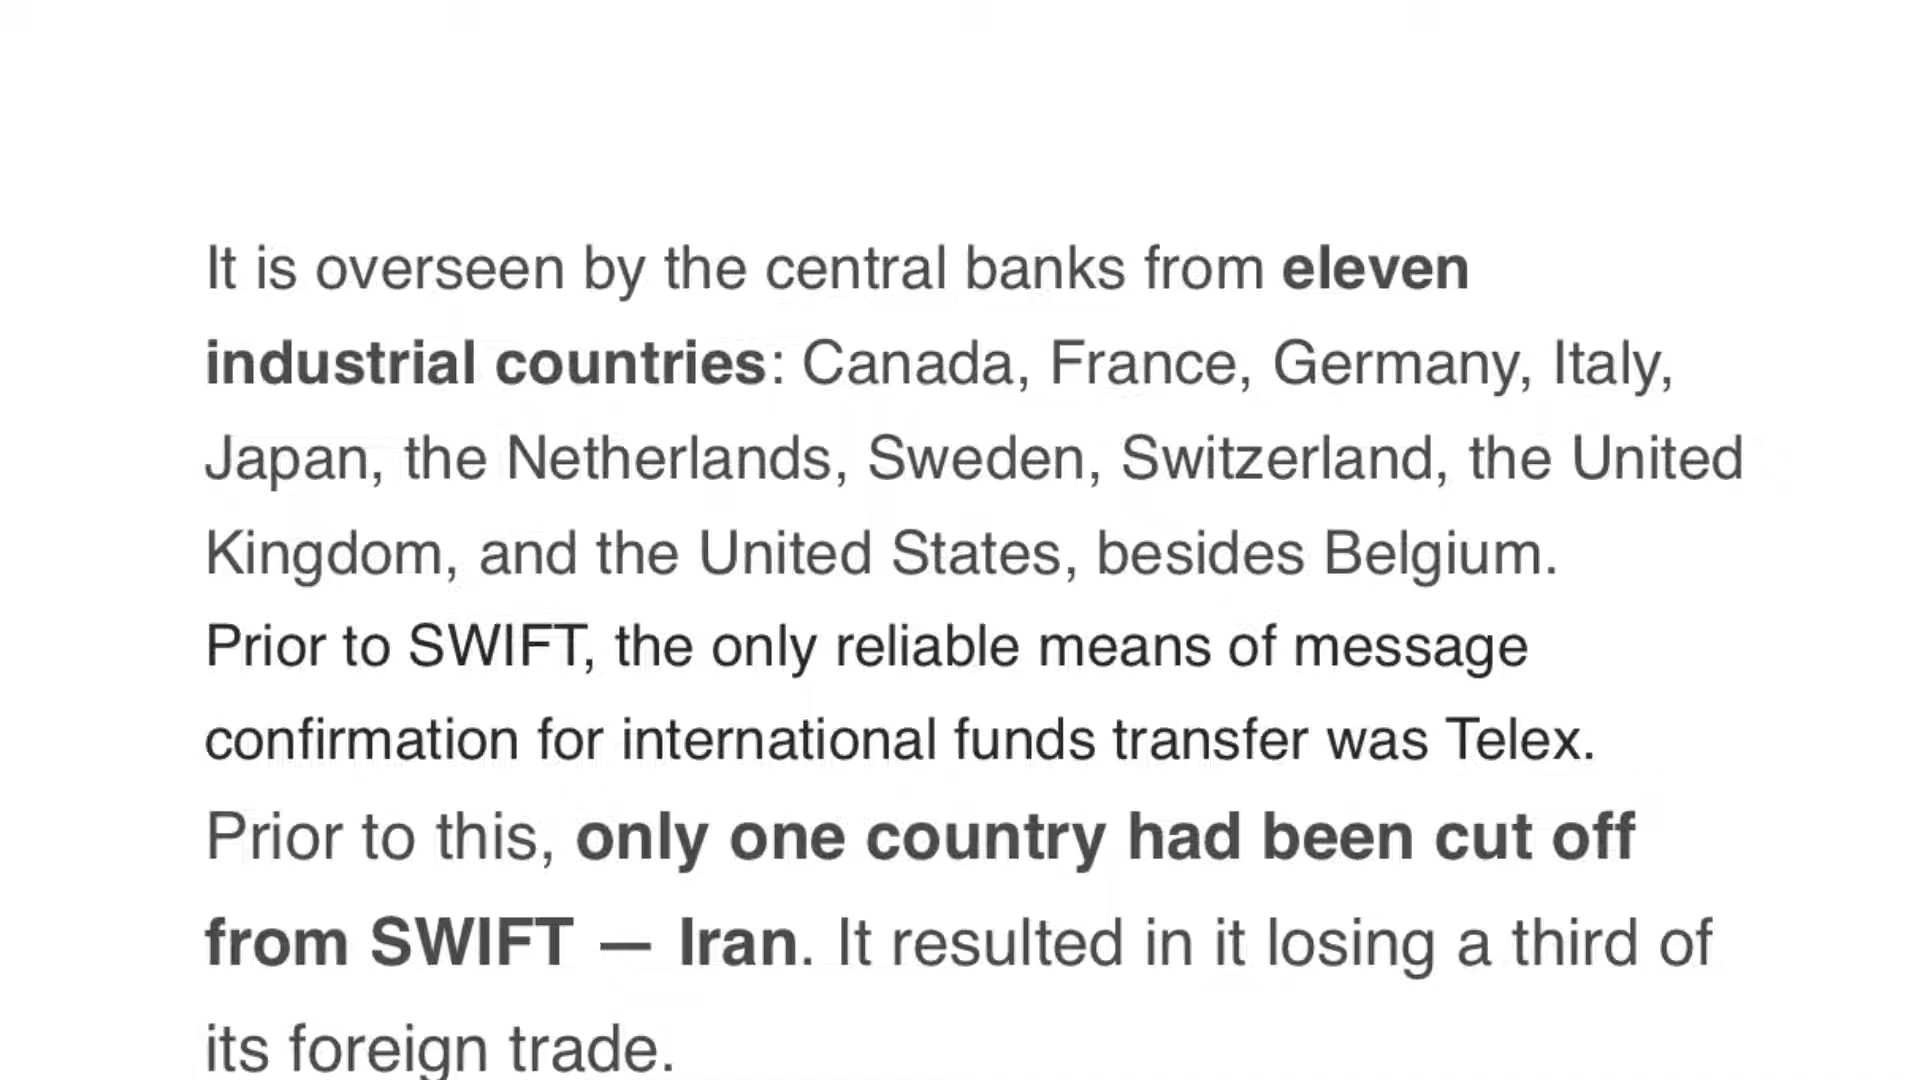 It is overseen by the central banks from eleven
industrial countries: Canada, France, Germany, Italy,
Japan, the Netherlands, Sweden, Switzerland, the United
Kingdom, and the United States, besides Belgium.
Prior to SWIFT, the only reliable means of message
confirmation for international funds transfer was Telex.
Prior to this, only one country had been cut off
from SWIFT — Iran. It resulted in it losing a third of
its foreign trade.